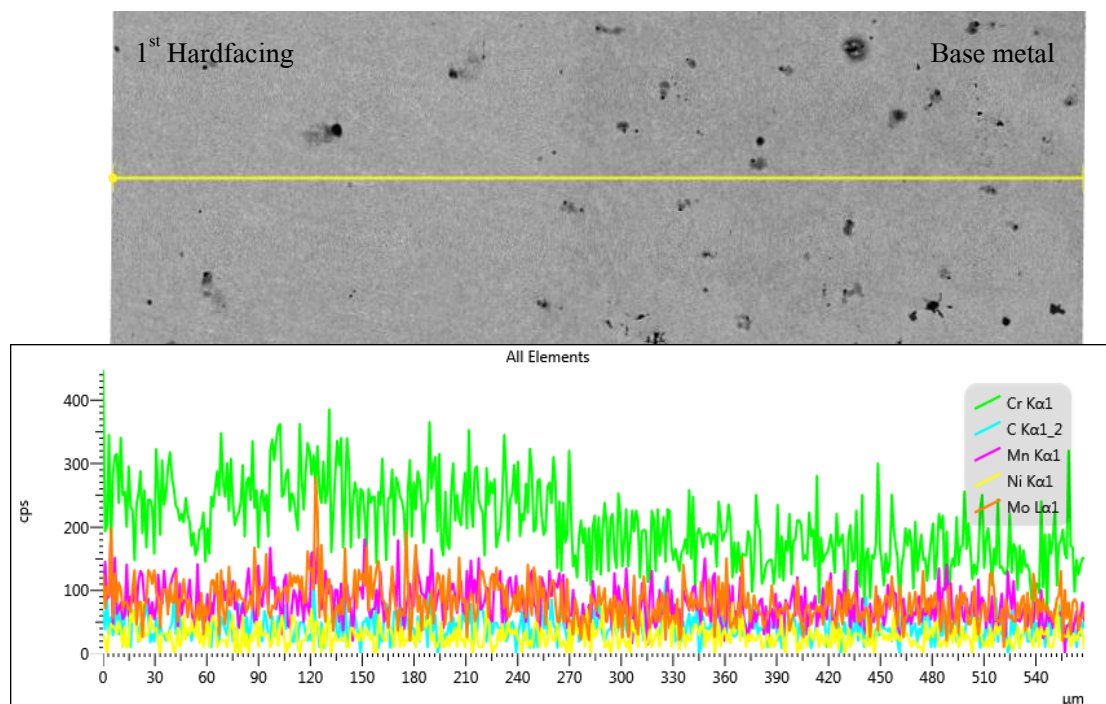 1st Hardfacing
Base metal
All Elements
400
300
200
100
0
cps
Cr Kα1
C Kα1_2
Mn Kα1
Ni Kα1
Mo Lα1
0 30 60 90 120 150 180 210 240 270 300 330 360 390 420 450 480 510 540
µm